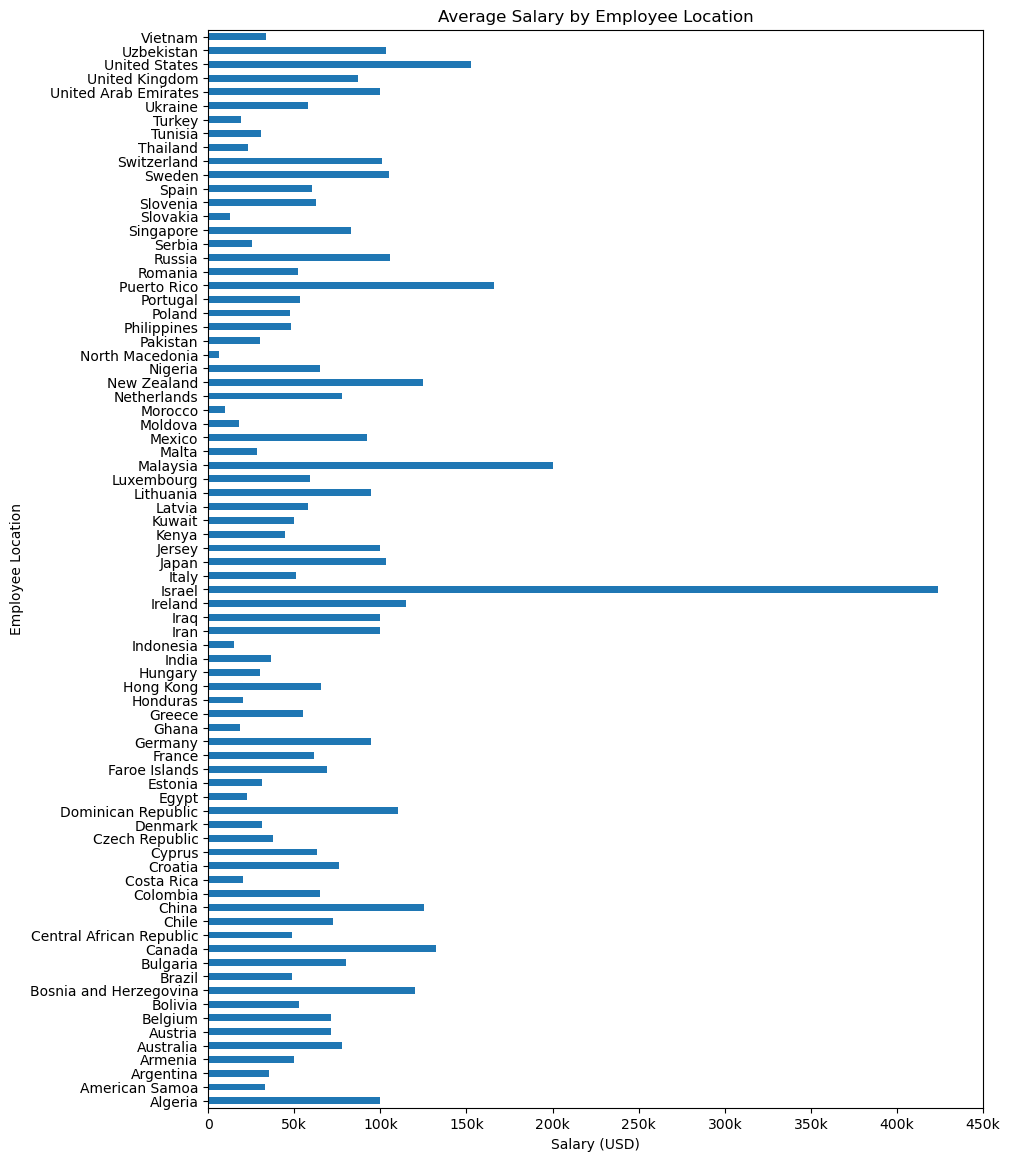 Average Salary by Employee Location
Vietnam
Uzbekistan
United States
United Kingdom
United Arab Emirates
Ukraine
Turkey
Tunisia
Thailand
Switzerland
Sweden
Spain
Slovenia
Slovakia
Singapore
Serbia
Russia
Romania
Puerto Rico
Portugal
Poland
Philippines
Pakistan
North Macedonia
Nigeria
New Zealand
Netherlands
Morocco
Moldova
Mexico
Malta
Malaysia
Luxembourg
Lithuania
Latvia
Kuwait
Kenya
Jersey
Japan
Italy
Israel
Ireland
Iraq
Iran
Indonesia
India
Hungary
Hong Kong
Honduras
Greece
Ghana
Germany
France
Faroe Islands
Estonia
Egypt
Dominican Republic
Denmark
Czech Republic
Cyprus
Croatia
Costa Rica
Colombia
China
Chile
Central African Republic
Canada
Bulgaria
Brazil
Bosnia and Herzegovina
Bolivia
Belgium
Austria
Australia
Armenia
Argentina
American Samoa
Algeria
Employee Location
0 50k 100k 150k 200k 250k 300k 350k 400k 450k
Salary (USD)